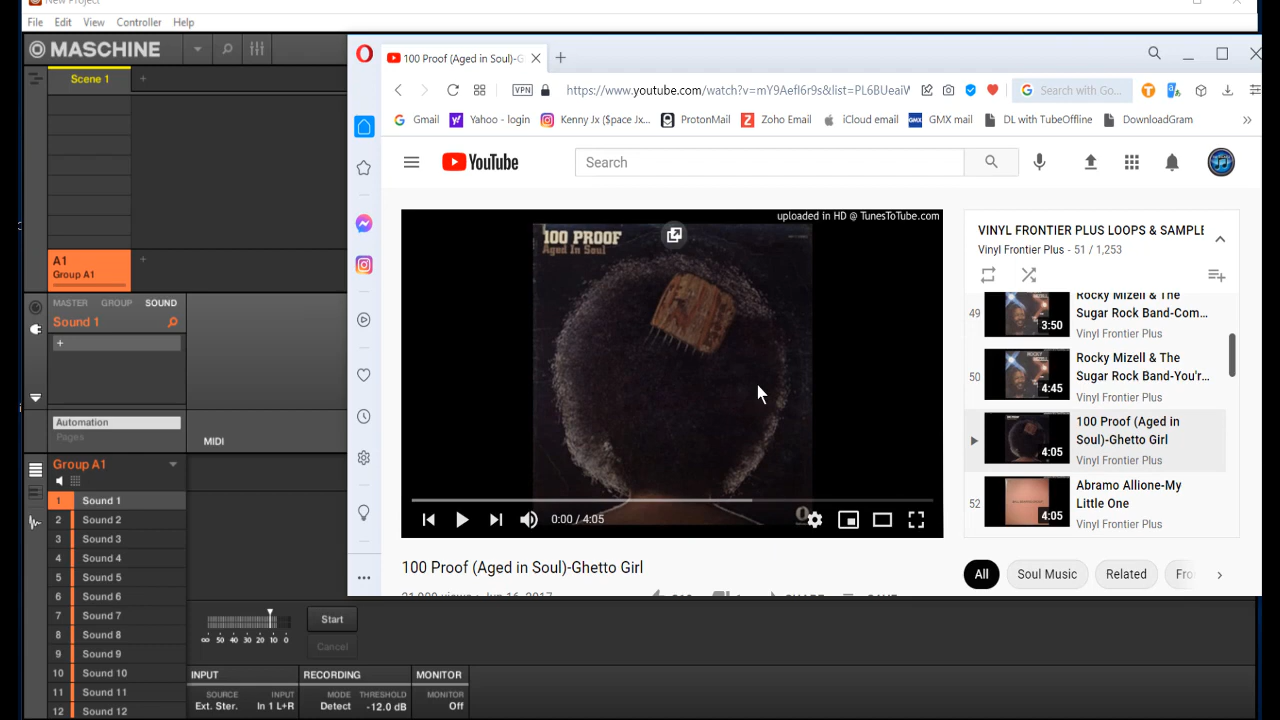 New Project
File Edit View Controller Help
MASCHINE
Scene 1 +
A1 +
Group A1
MASTER GROUP SOUND
Sound 1
+
Automation
Pages
MIDI
Group A1
1 Sound 1
2 Sound 2
3 Sound 3
4 Sound 4
5 Sound 5
6 Sound 6
7 Sound 7
8 Sound 8
9 Sound 9
10 Sound 10
11 Sound 11
12 Sound 12
∞ 50 40 30 20 10 0
Start
Cancel
INPUT RECORDING MONITOR
SOURCE INPUT MODE THRESHOLD MONITOR
Ext. Ster. In 1 L+R Detect -12.0 dB Off
100 Proof (Aged in Soul)-G
VPN https://www.youtube.com/watch?v=mY9AefI6r9s&list=PL6BUeaiV Search with Go...
Gmail Yahoo - login Kenny Jx ($pace Jx... ProtonMail Zoho Email iCloud email GMX mail DL with TubeOffline DownloadGram
YouTube Search
uploaded in HD @ TunesToTube.com
100 PROOF
Aged in Soul
0:00 / 4:05
VINYL FRONTIER PLUS LOOPS & SAMPLE
Vinyl Frontier Plus - 51 / 1,253
49 3:50 Rocky Mizell & The
Sugar Rock Band-Com...
Vinyl Frontier Plus
50 4:45 Rocky Mizell & The
Sugar Rock Band-You'r...
Vinyl Frontier Plus
4:05 100 Proof (Aged in
Soul)-Ghetto Girl
Vinyl Frontier Plus
52 4:05 Abramo Allione-My
Little One
Vinyl Frontier Plus
100 Proof (Aged in Soul)-Ghetto Girl
All Soul Music Related Fro